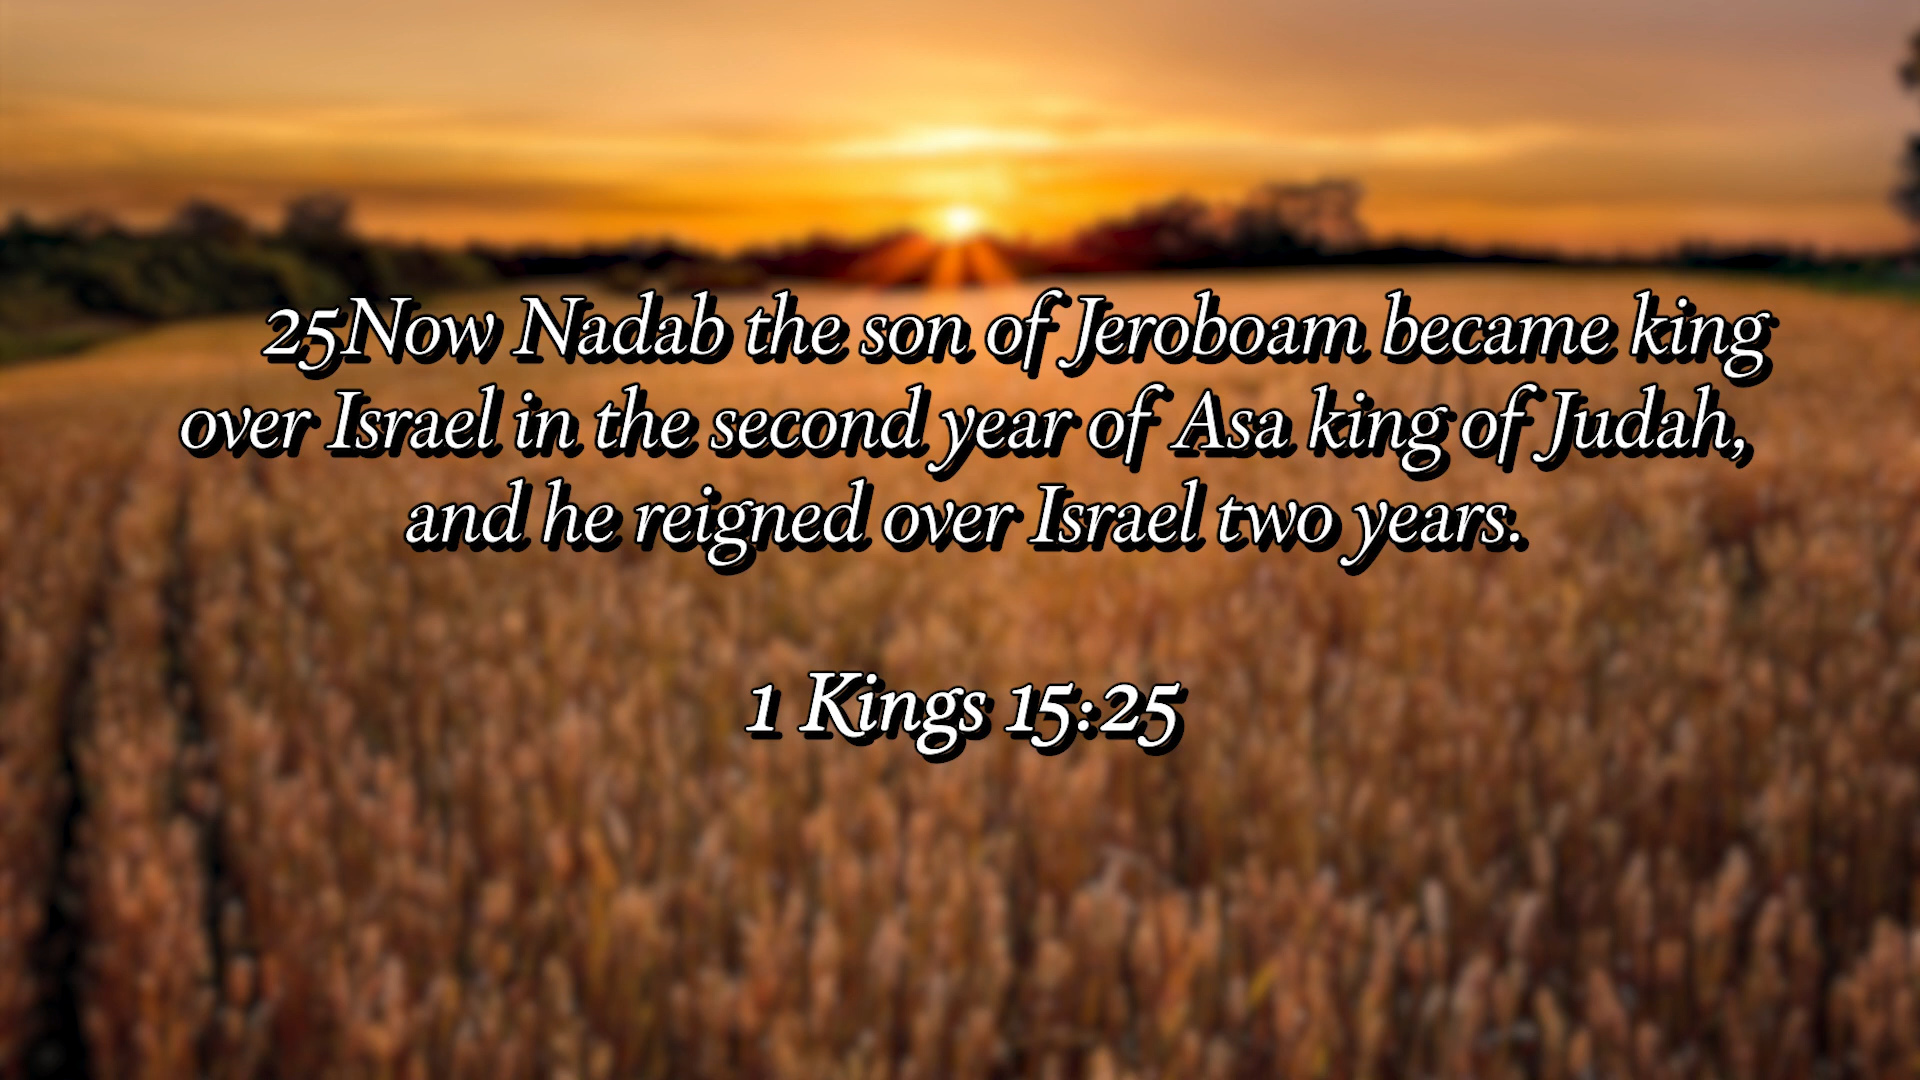 25Now Nadab the son of Jeroboam became king
over Israel in the second year of Asa king of Judah,
and he reigned over Israel two years.
1 Kings 15:25